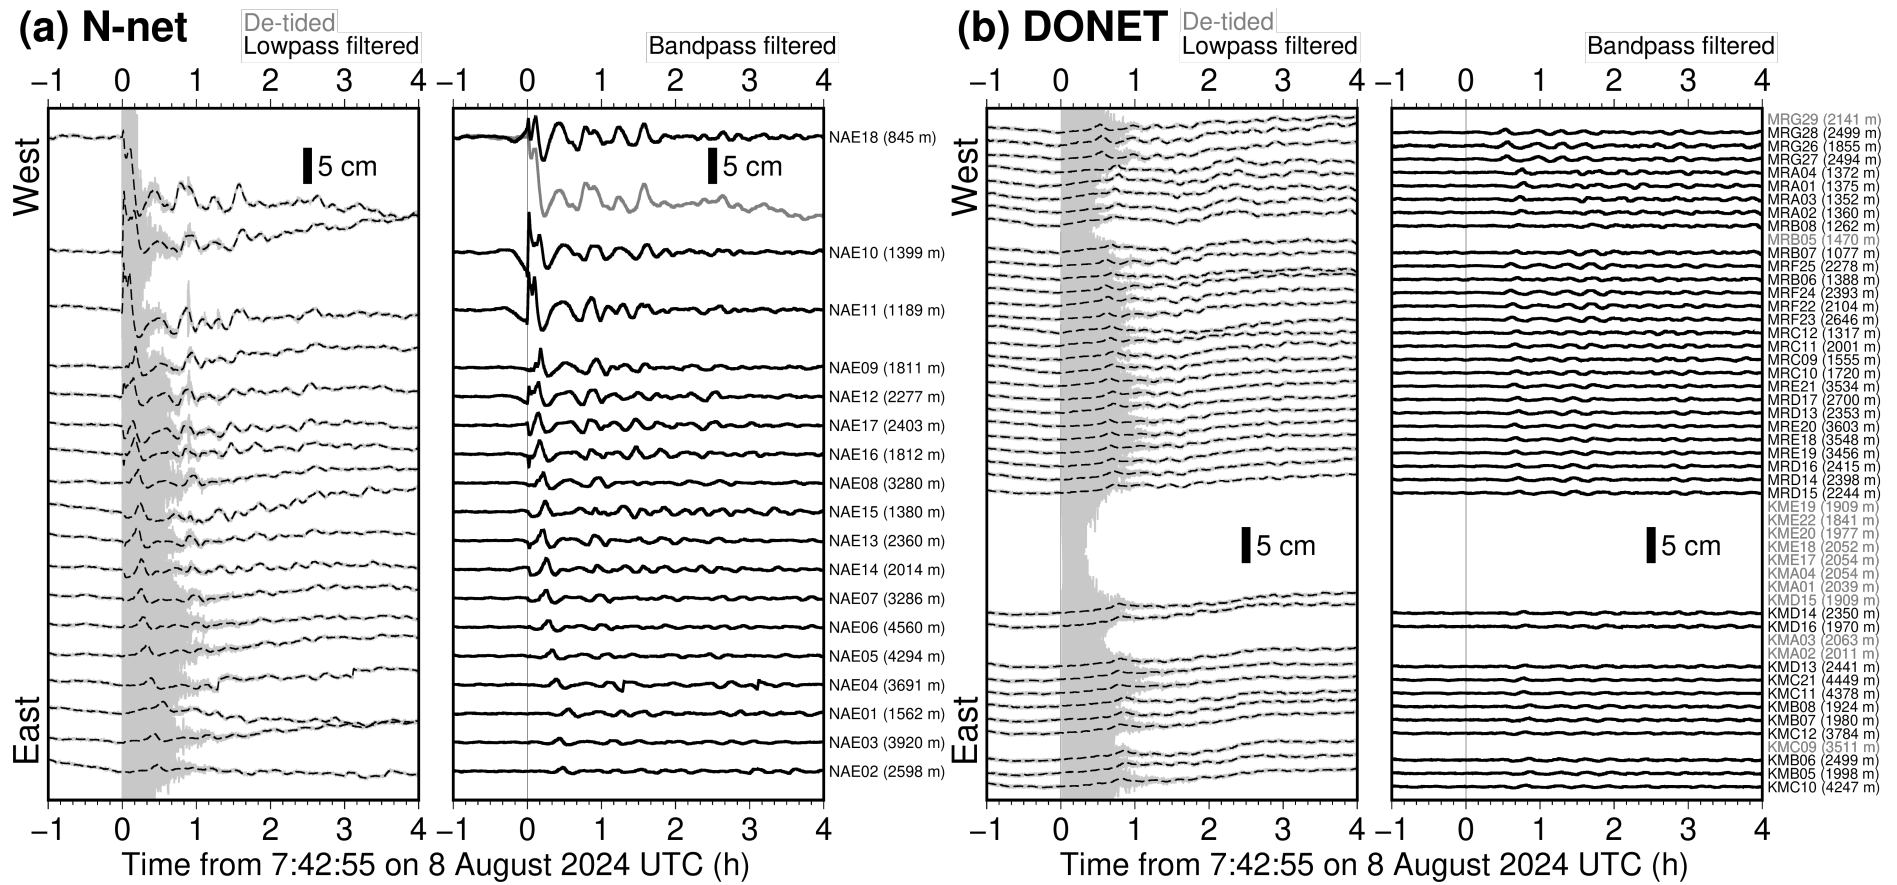 (a) N-net
De-tided
Lowpass filtered
Bandpass filtered
−1 0 1 2 3 4
−1 0 1 2 3 4
West
East
5 cm
5 cm
NAE18 (845 m)
NAE10 (1399 m)
NAE11 (1189 m)
NAE09 (1811 m)
NAE12 (2277 m)
NAE17 (2403 m)
NAE16 (1812 m)
NAE08 (3280 m)
NAE15 (1380 m)
NAE13 (2360 m)
NAE14 (2014 m)
NAE07 (3286 m)
NAE06 (4560 m)
NAE05 (4294 m)
NAE04 (3691 m)
NAE01 (1562 m)
NAE03 (3920 m)
NAE02 (2598 m)
−1 0 1 2 3 4
−1 0 1 2 3 4
Time from 7:42:55 on 8 August 2024 UTC (h)
(b) DONET
De-tided
Lowpass filtered
Bandpass filtered
−1 0 1 2 3 4
−1 0 1 2 3 4
West
East
5 cm
5 cm
MRG29 (2141 m)
MRG28 (2499 m)
MRG26 (1855 m)
MRG27 (2494 m)
MRA04 (1372 m)
MRA01 (1375 m)
MRA03 (1352 m)
MRA02 (1360 m)
MRB08 (1262 m)
MRB05 (1470 m)
MRB07 (1077 m)
MRF25 (2278 m)
MRB06 (1388 m)
MRF24 (2393 m)
MRF22 (2104 m)
MRF23 (2646 m)
MRC12 (1317 m)
MRC11 (2001 m)
MRC09 (1555 m)
MRC10 (1720 m)
MRE21 (3534 m)
MRD17 (2700 m)
MRD13 (2353 m)
MRE20 (3603 m)
MRE18 (3548 m)
MRE19 (3456 m)
MRD16 (2415 m)
MRD14 (2398 m)
MRD15 (2244 m)
KME19 (1909 m)
KME22 (1841 m)
KME20 (1977 m)
KME18 (2052 m)
KME17 (2054 m)
KMA04 (2054 m)
KMA01 (2039 m)
KMD15 (1909 m)
KMD14 (2350 m)
KMD16 (1970 m)
KMA03 (2063 m)
KMA02 (2011 m)
KMD13 (2441 m)
KMC21 (4449 m)
KMC11 (4378 m)
KMB08 (1924 m)
KMB07 (1980 m)
KMC12 (3784 m)
KMC09 (3511 m)
KMB06 (2499 m)
KMB05 (1998 m)
KMC10 (4247 m)
−1 0 1 2 3 4
−1 0 1 2 3 4
Time from 7:42:55 on 8 August 2024 UTC (h)